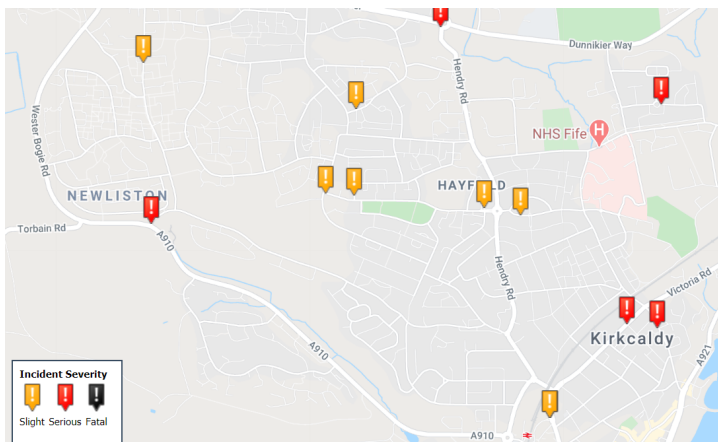 Dunnikier Way
Hendry Rd
Wester Bogie Rd
NHS Fife
H
NEWLISTON
HAYFIELD
Torbain Rd
A910
Hendry Rd
Victoria Rd
Kirkcaldy
A910
A921
Incident Severity
Slight Serious Fatal
A910